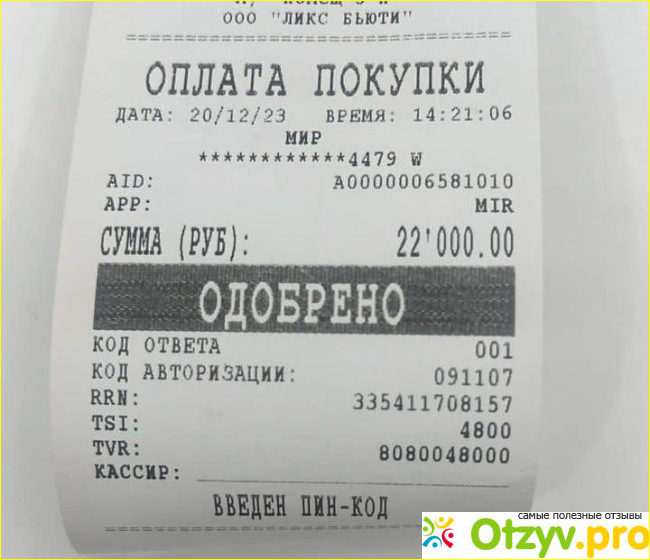 ООО "ЛИКС БЬЮТИ"
ОПЛАТА ПОКУПКИ
ДАТА: 20/12/23 ВРЕМЯ: 14:21:06
МИР
************4479 W
AID: A0000006581010
APP: MIR
СУММА (РУБ): 22'000.00
ОДОБРЕНО
КОД ОТВЕТА 001
КОД АВТОРИЗАЦИИ: 091107
RRN: 335411708157
TSI: 4800
TVR: 8080048000
КАССИР:
ВВЕДЕН ПИН-КОД
самые полезные отзывы
Otzyv.pro